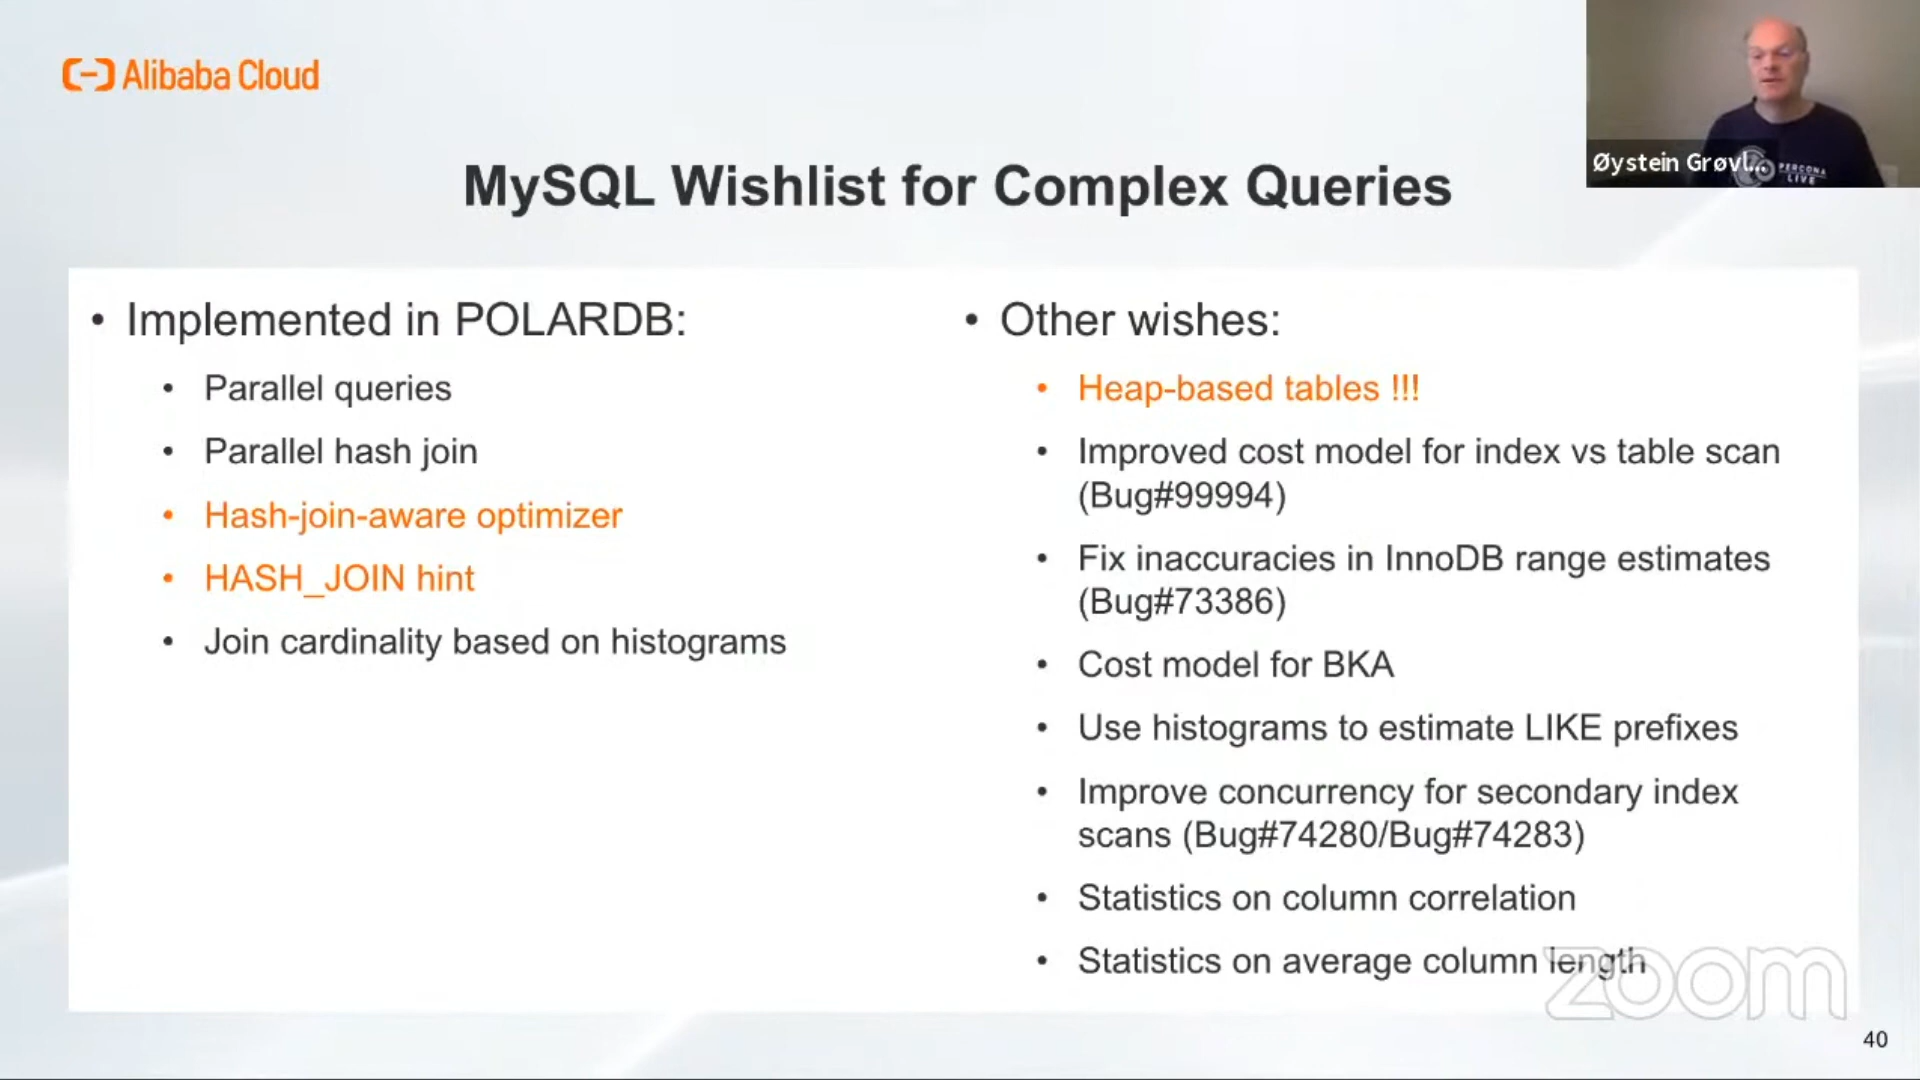 Alibaba Cloud
Øystein Grøvl...
PERCONA
LIVE
MySQL Wishlist for Complex Queries
• Implemented in POLARDB:
• Parallel queries
• Parallel hash join
• Hash-join-aware optimizer
• HASH_JOIN hint
• Join cardinality based on histograms
• Other wishes:
• Heap-based tables !!!
• Improved cost model for index vs table scan
(Bug#99994)
• Fix inaccuracies in InnoDB range estimates
(Bug#73386)
• Cost model for BKA
• Use histograms to estimate LIKE prefixes
• Improve concurrency for secondary index
scans (Bug#74280/Bug#74283)
• Statistics on column correlation
• Statistics on average column length
zoom
40